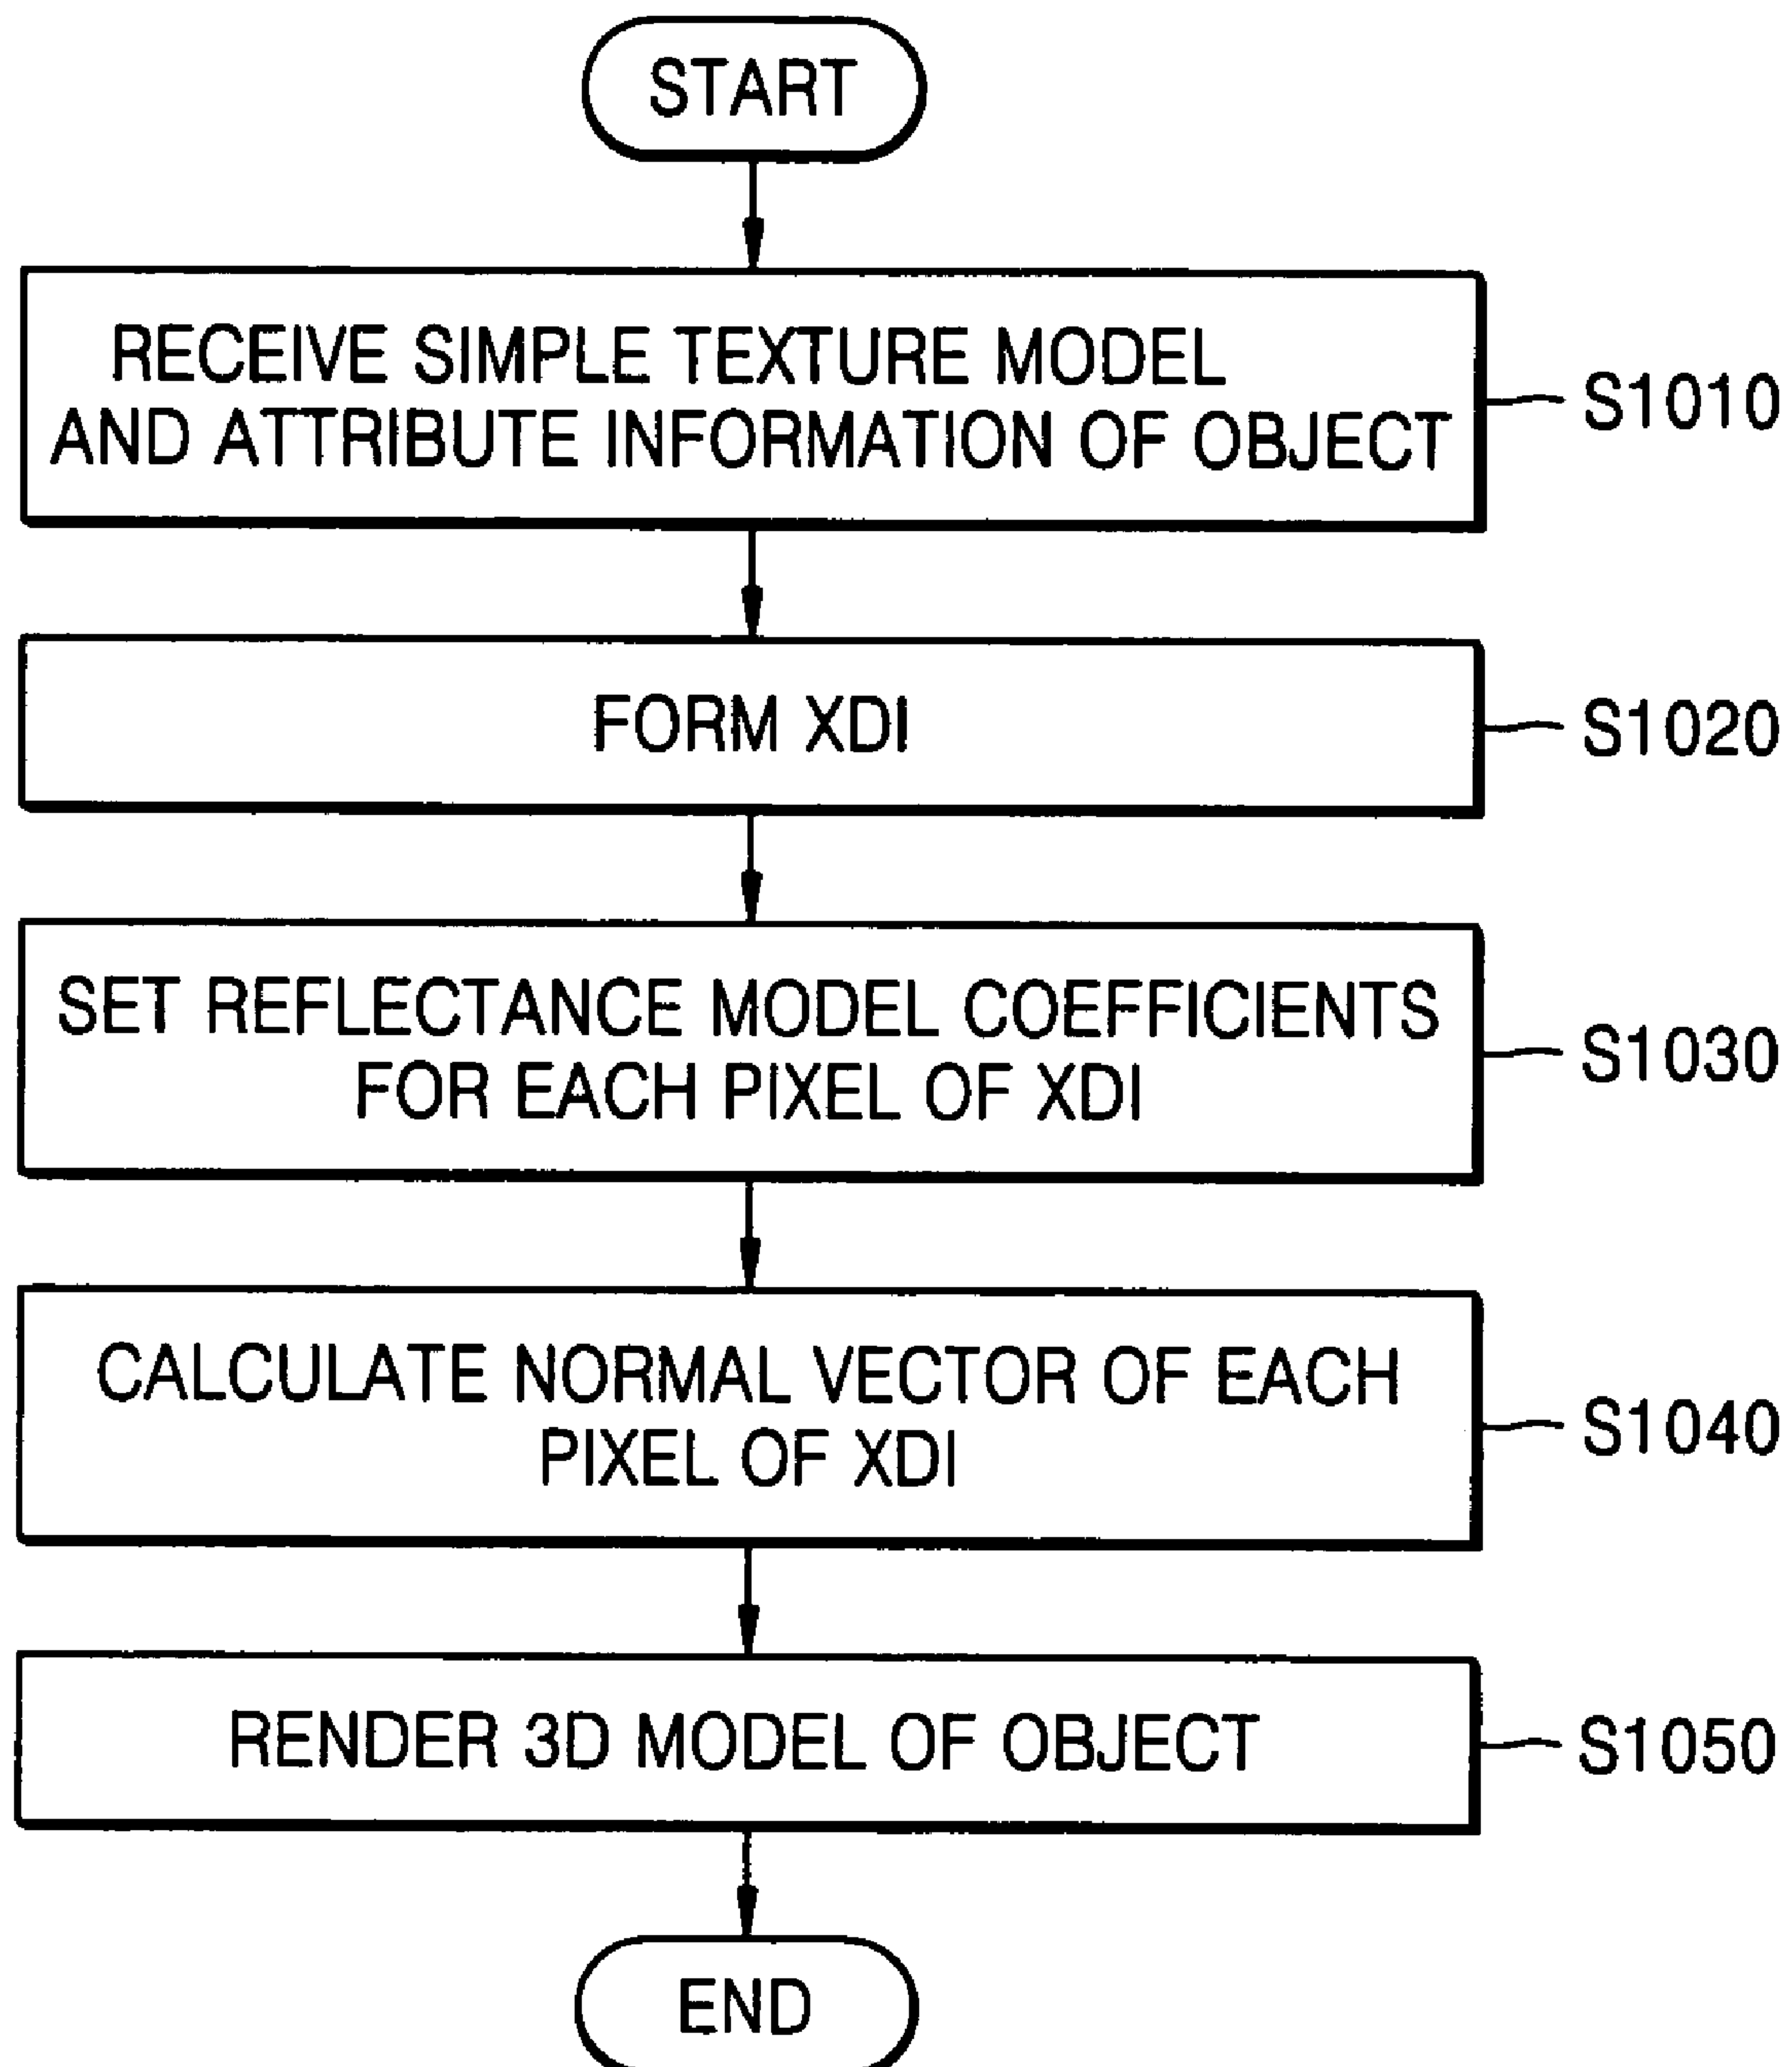 START
RECEIVE SIMPLE TEXTURE MODEL
AND ATTRIBUTE INFORMATION OF OBJECT
S1010
FORM XDI
S1020
SET REFLECTANCE MODEL COEFFICIENTS
FOR EACH PIXEL OF XDI
S1030
CALCULATE NORMAL VECTOR OF EACH
PIXEL OF XDI
S1040
RENDER 3D MODEL OF OBJECT
S1050
END